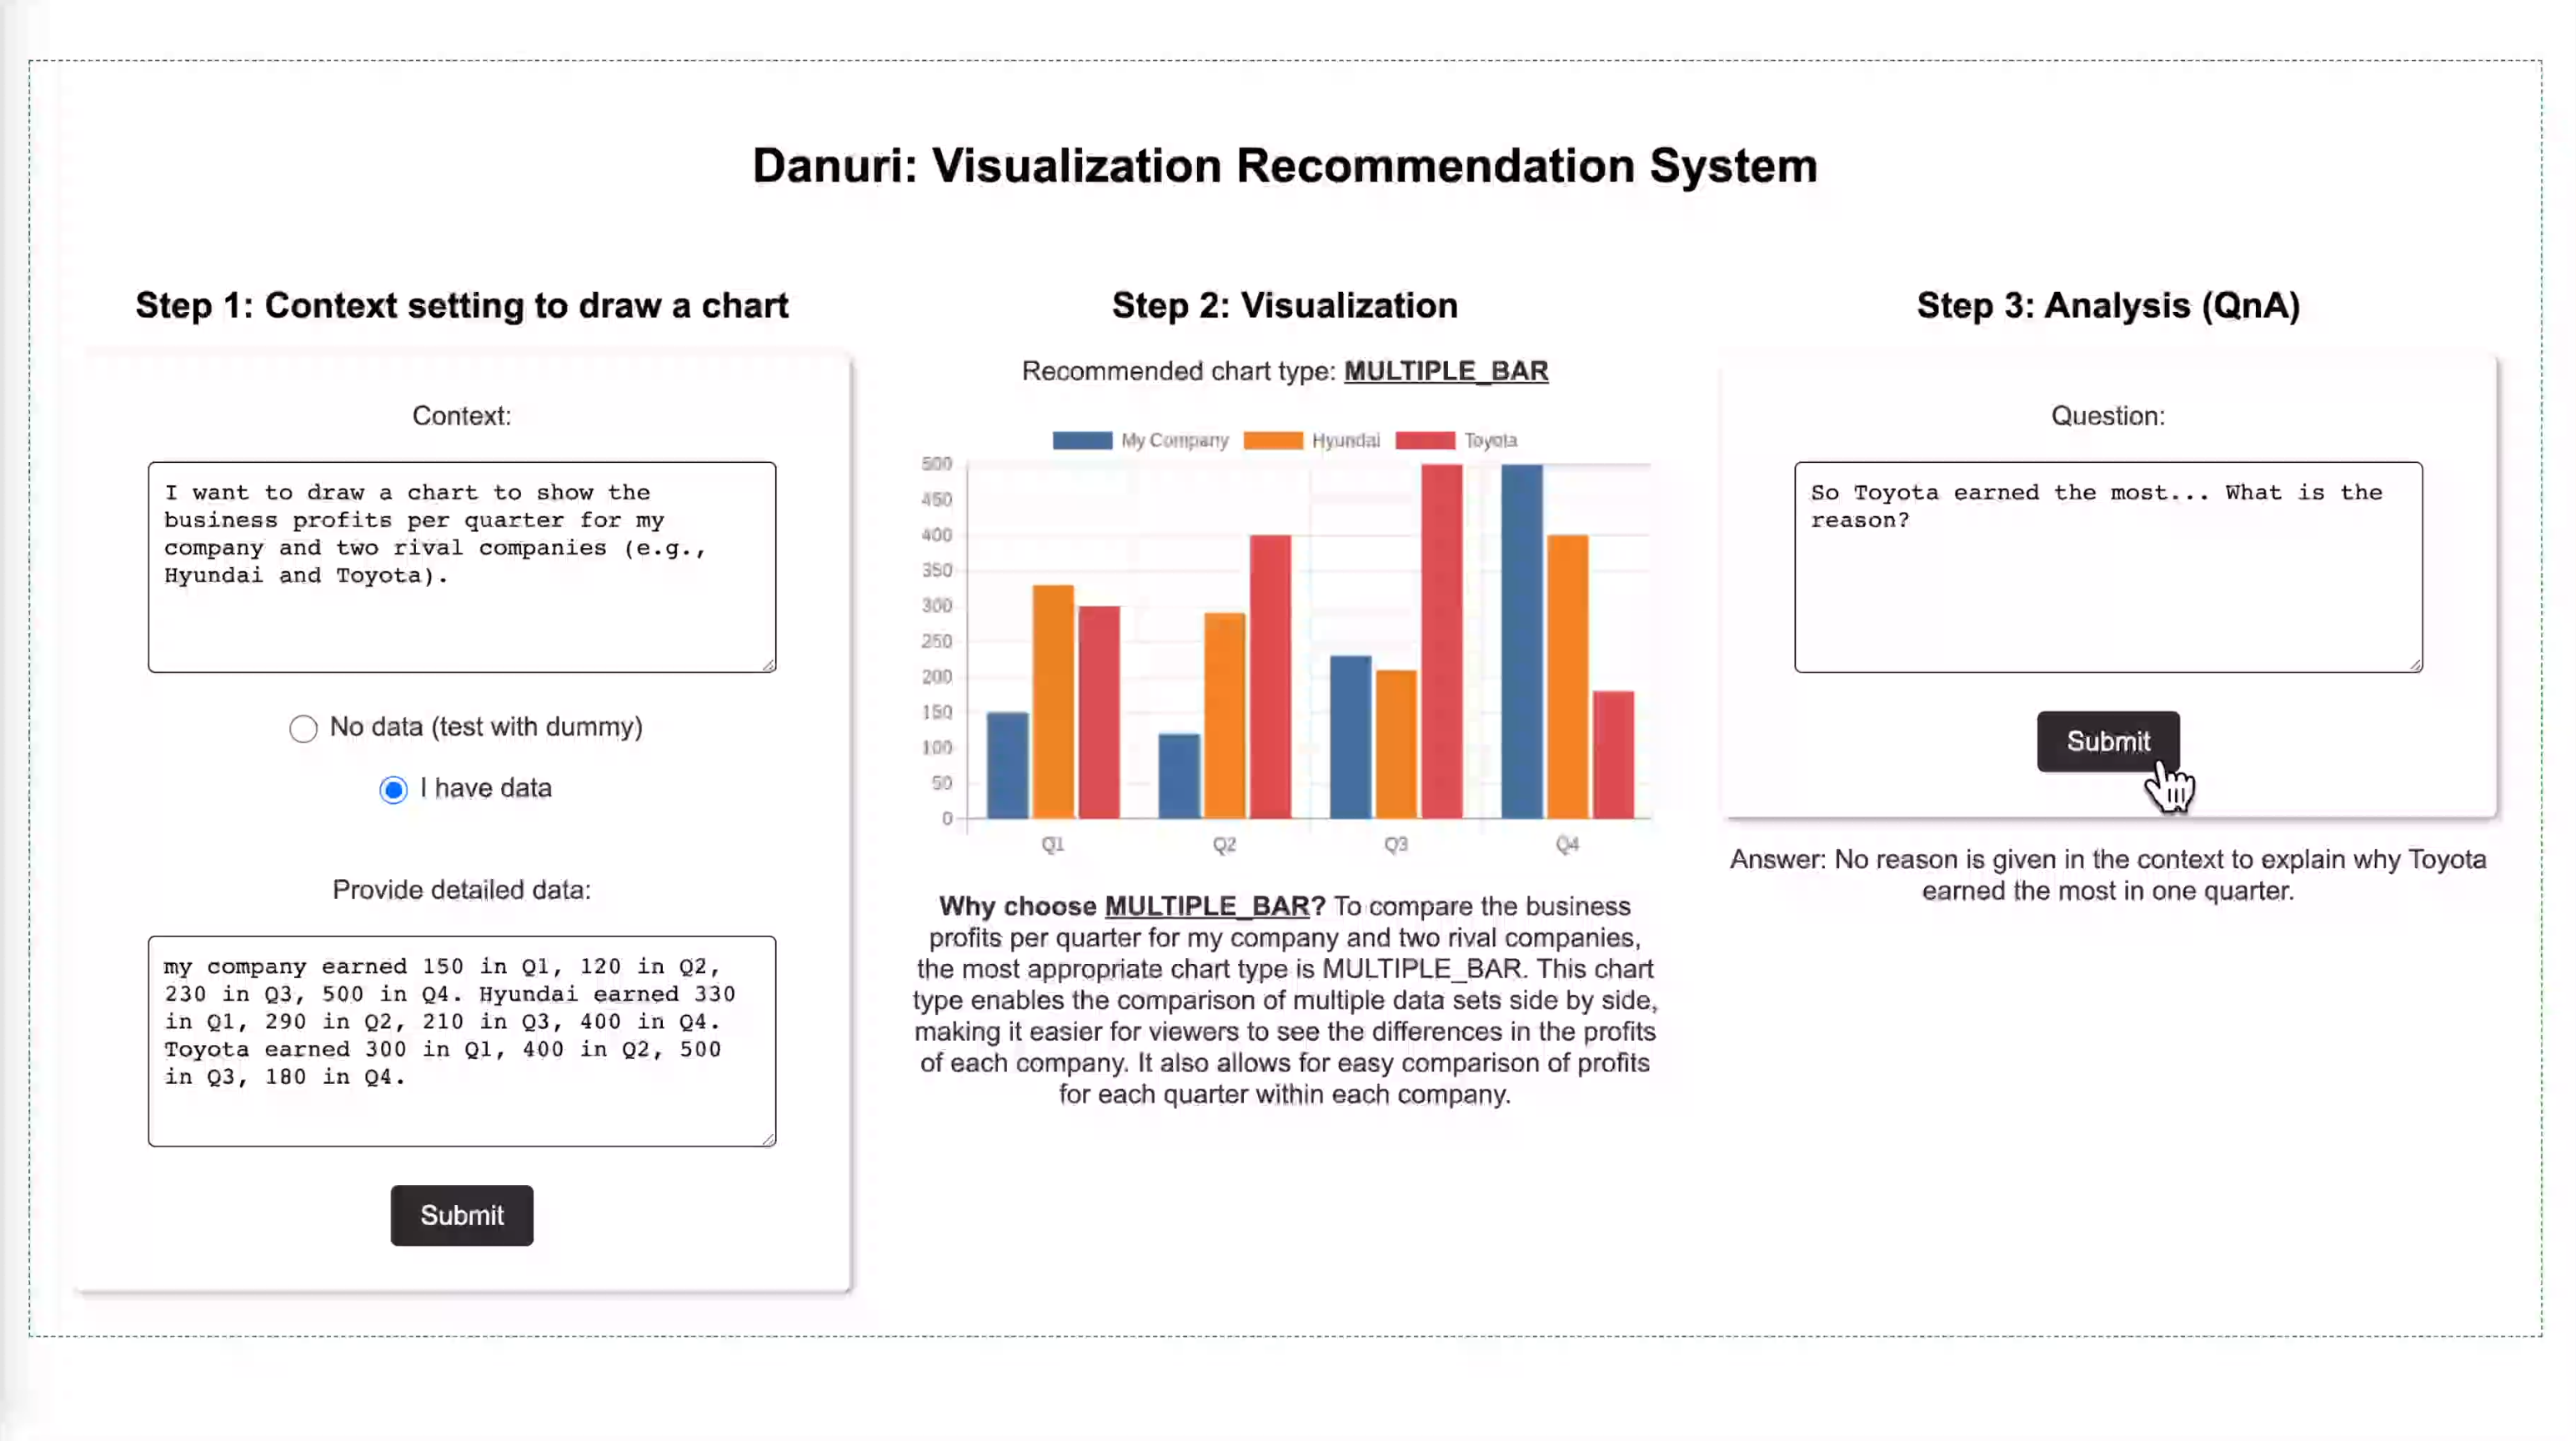 Danuri: Visualization Recommendation System
Step 1: Context setting to draw a chart
Context:
I want to draw a chart to show the
business profits per quarter for my
company and two rival companies (e.g.,
Hyundai and Toyota).
No data (test with dummy)
I have data
Provide detailed data:
my company earned 150 in Q1, 120 in Q2,
230 in Q3, 500 in Q4. Hyundai earned 330
in Q1, 290 in Q2, 210 in Q3, 400 in Q4.
Toyota earned 300 in Q1, 400 in Q2, 500
in Q3, 180 in Q4.
Submit
Step 2: Visualization
Recommended chart type: MULTIPLE_BAR
My Company Hyundai Toyota
500
450
400
350
300
250
200
150
100
50
0
Q1 Q2 Q3 Q4
Why choose MULTIPLE_BAR? To compare the business
profits per quarter for my company and two rival companies,
the most appropriate chart type is MULTIPLE_BAR. This chart
type enables the comparison of multiple data sets side by side,
making it easier for viewers to see the differences in the profits
of each company. It also allows for easy comparison of profits
for each quarter within each company.
Step 3: Analysis (QnA)
Question:
So Toyota earned the most... What is the
reason?
Submit
Answer: No reason is given in the context to explain why Toyota
earned the most in one quarter.